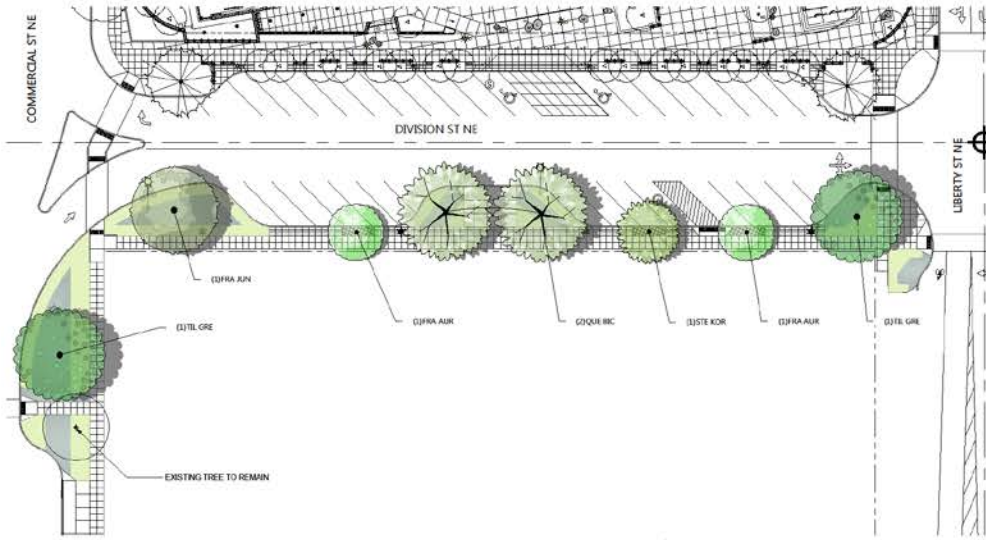 COMMERCIAL ST NE
DIVISION ST NE
LIBERTY ST NE
(1)FRA JUN
(1)TIL GRE
(1)FRA AUR
(2)QUE BIC
(1)STE KOR
(1)FRA AUR
(1)TIL GRE
EXISTING TREE TO REMAIN